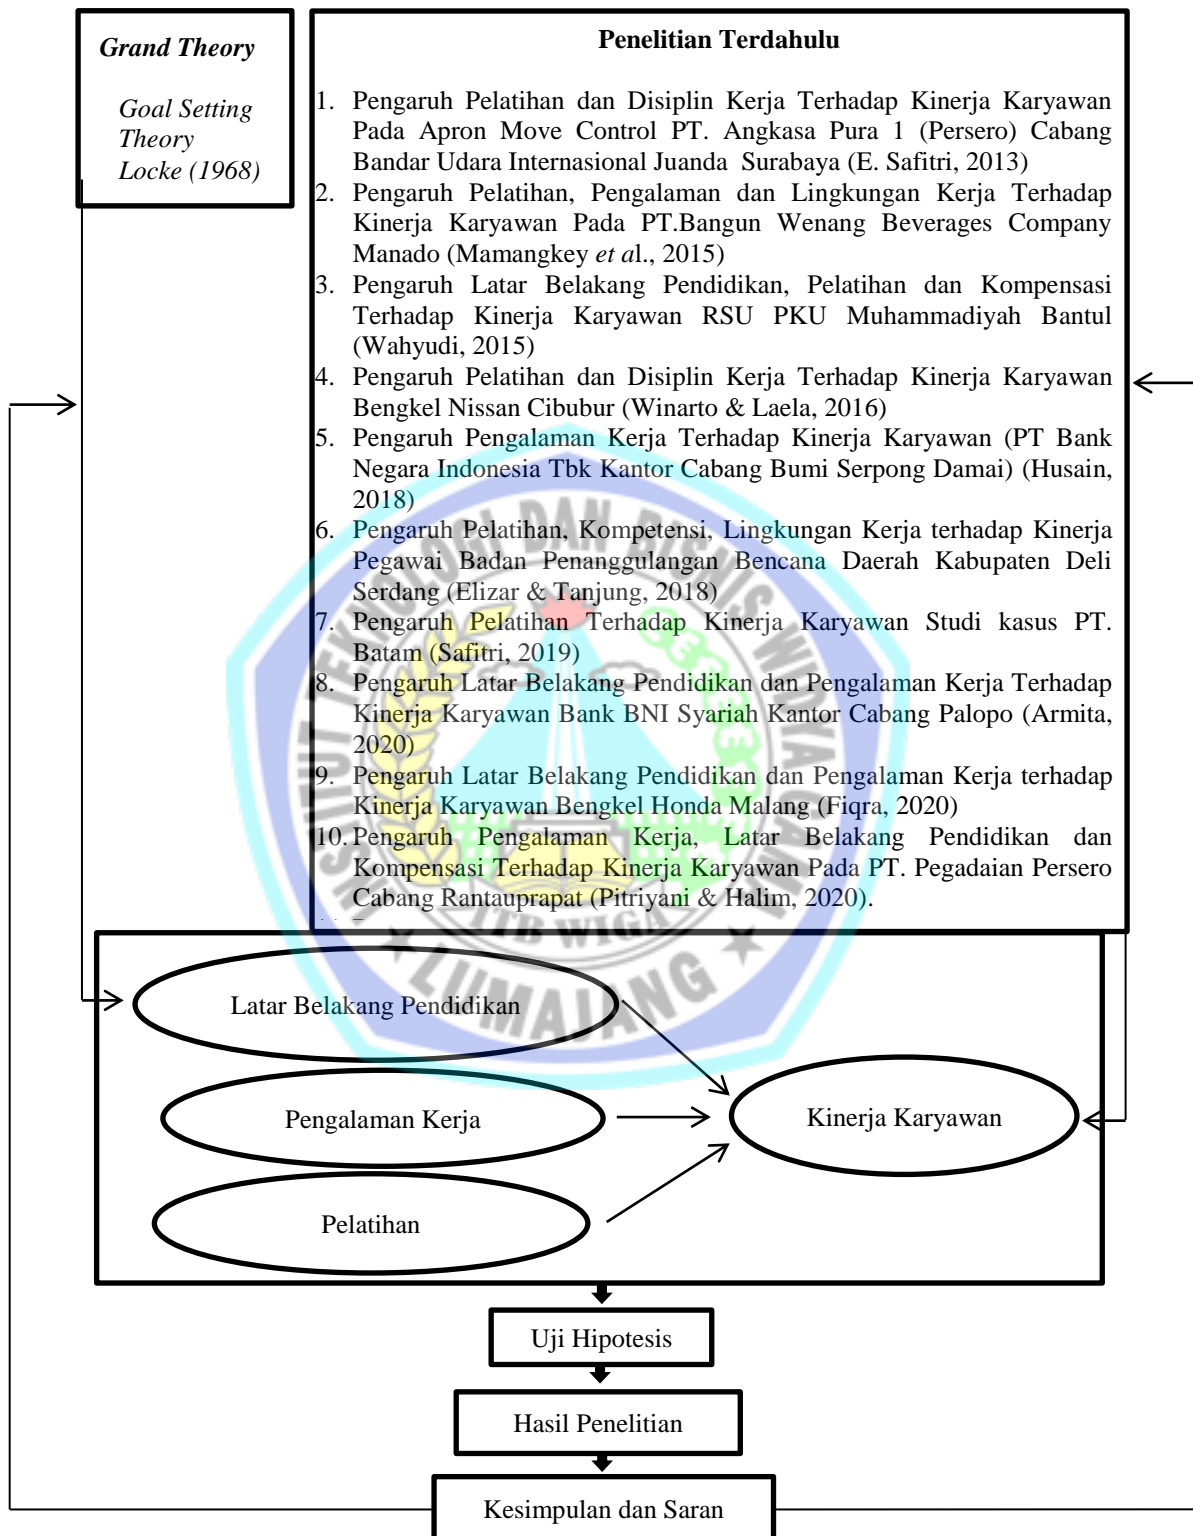 Grand Theory
Goal Setting
Theory
Locke (1968)
Penelitian Terdahulu
1. Pengaruh Pelatihan dan Disiplin Kerja Terhadap Kinerja Karyawan
Pada Apron Move Control PT. Angkasa Pura 1 (Persero) Cabang
Bandar Udara Internasional Juanda Surabaya (E. Safitri, 2013)
2. Pengaruh Pelatihan, Pengalaman dan Lingkungan Kerja Terhadap
Kinerja Karyawan Pada PT.Bangun Wenang Beverages Company
Manado (Mamangkey et al., 2015)
3. Pengaruh Latar Belakang Pendidikan, Pelatihan dan Kompensasi
Terhadap Kinerja Karyawan RSU PKU Muhammadiyah Bantul
(Wahyudi, 2015)
4. Pengaruh Pelatihan dan Disiplin Kerja Terhadap Kinerja Karyawan
Bengkel Nissan Cibubur (Winarto & Laela, 2016)
5. Pengaruh Pengalaman Kerja Terhadap Kinerja Karyawan (PT Bank
Negara Indonesia Tbk Kantor Cabang Bumi Serpong Damai) (Husain,
2018)
6. Pengaruh Pelatihan, Kompetensi, Lingkungan Kerja terhadap Kinerja
Pegawai Badan Penanggulangan Bencana Daerah Kabupaten Deli
Serdang (Elizar & Tanjung, 2018)
7. Pengaruh Pelatihan Terhadap Kinerja Karyawan Studi kasus PT.
Batam (Safitri, 2019)
8. Pengaruh Latar Belakang Pendidikan dan Pengalaman Kerja Terhadap
Kinerja Karyawan Bank BNI Syariah Kantor Cabang Palopo (Armita,
2020)
9. Pengaruh Latar Belakang Pendidikan dan Pengalaman Kerja terhadap
Kinerja Karyawan Bengkel Honda Malang (Fiqra, 2020)
10. Pengaruh Pengalaman Kerja, Latar Belakang Pendidikan dan
Kompensasi Terhadap Kinerja Karyawan Pada PT. Pegadaian Persero
Cabang Rantauprapat (Pitriyani & Halim, 2020).
INSTITUT TEKNOLOGI DAN BISNIS WIDYA GAMA
ITB WIGA
LUMAJANG
Latar Belakang Pendidikan
Pengalaman Kerja
Kinerja Karyawan
Pelatihan
Uji Hipotesis
Hasil Penelitian
Kesimpulan dan Saran